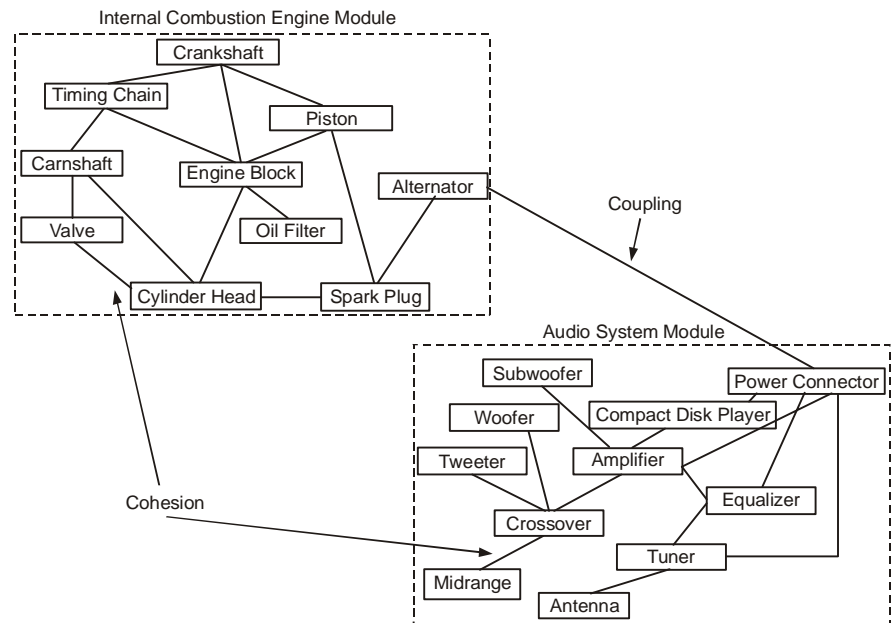 Internal Combustion Engine Module
Crankshaft
Timing Chain
Piston
Carnshaft
Engine Block
Alternator
Valve
Oil Filter
Coupling
Cylinder Head
Spark Plug
Audio System Module
Subwoofer
Power Connector
Woofer
Compact Disk Player
Tweeter
Amplifier
Cohesion
Equalizer
Crossover
Tuner
Midrange
Antenna